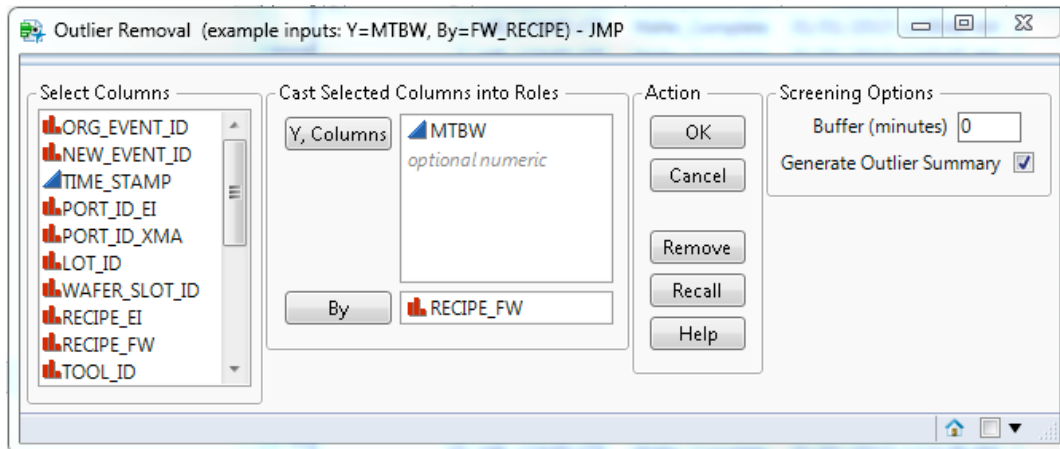 Outlier Removal (example inputs: Y=MTBW, By=FW_RECIPE) - JMP
Select Columns
ORG_EVENT_ID
NEW_EVENT_ID
TIME_STAMP
PORT_ID_EI
PORT_ID_XMA
LOT_ID
WAFER_SLOT_ID
RECIPE_EI
RECIPE_FW
TOOL_ID
Cast Selected Columns into Roles
Y, Columns
MTBW
optional numeric
By
RECIPE_FW
Action
OK
Cancel
Remove
Recall
Help
Screening Options
Buffer (minutes) 0
Generate Outlier Summary